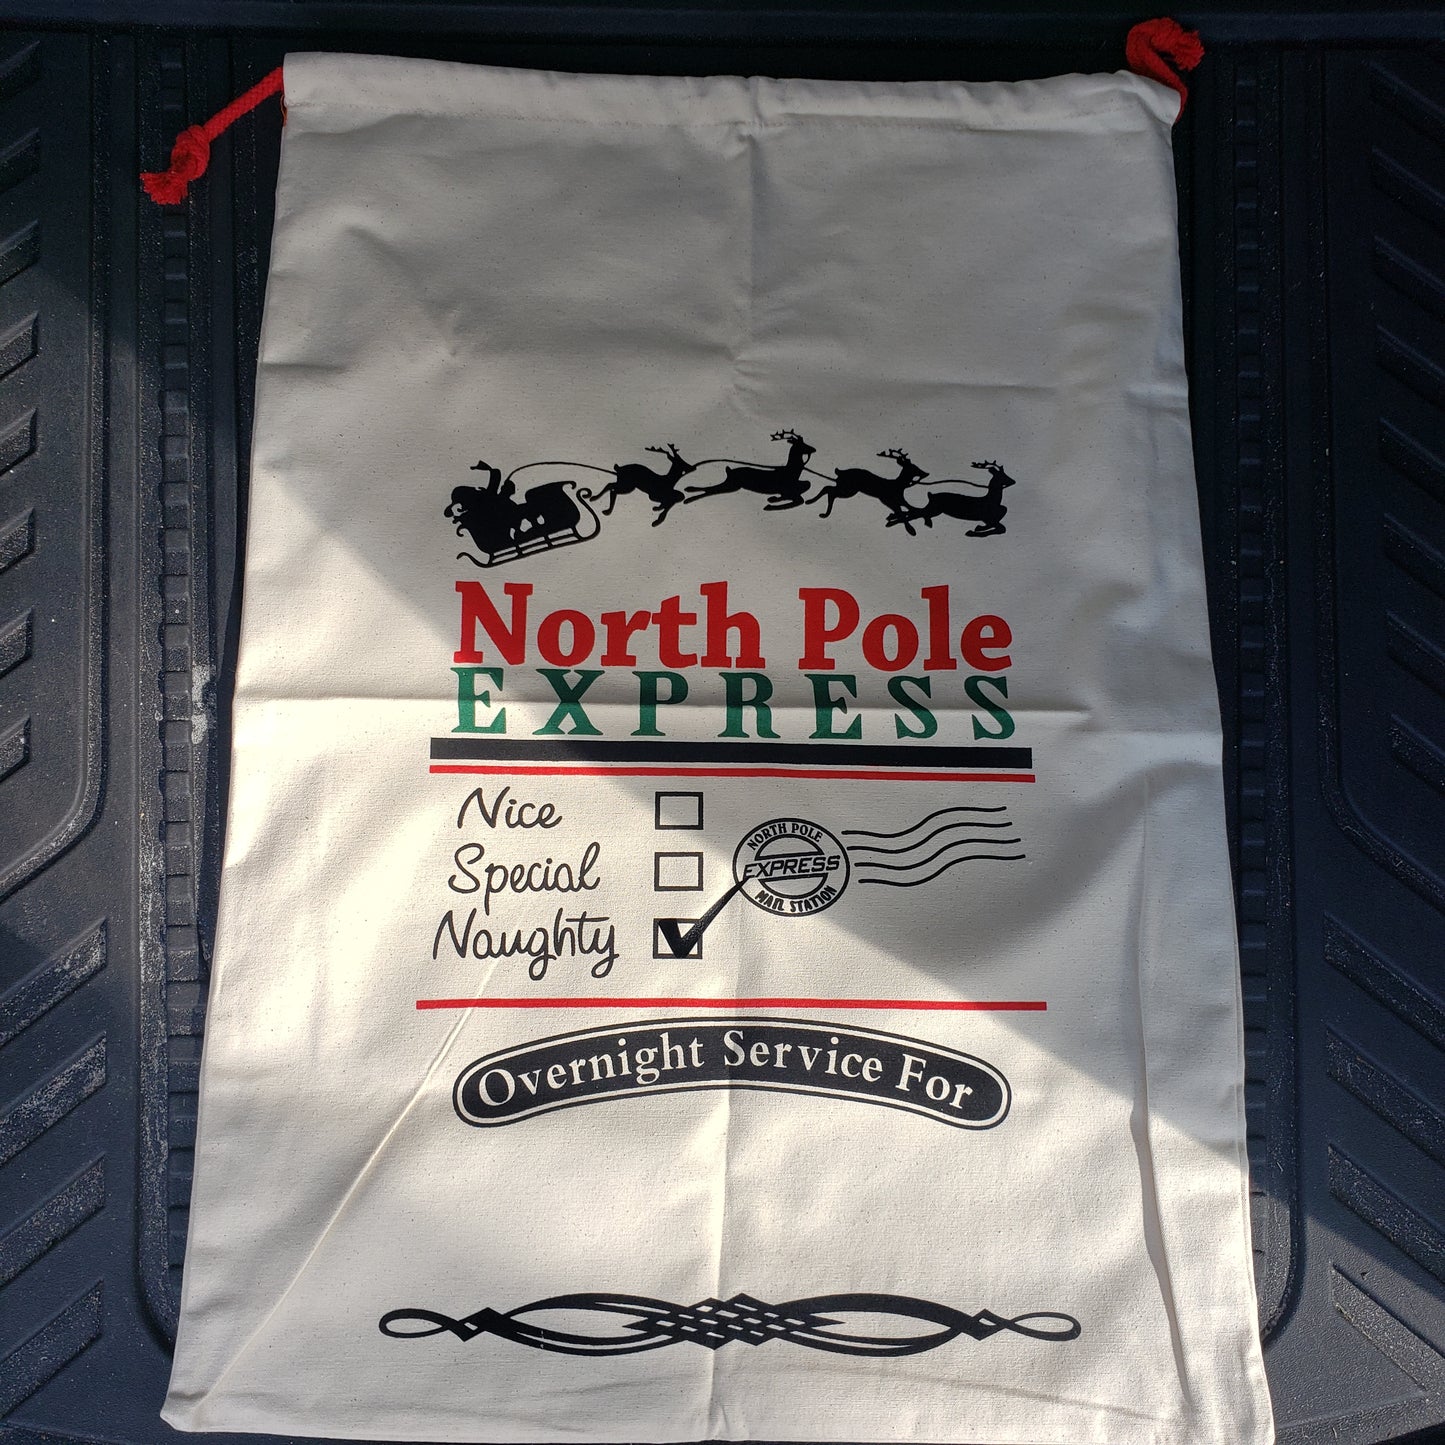 North Pole
EXPRESS
Nice
Special
Naughty
NORTH POLE
EXPRESS
MAIL STATION
Overnight Service For